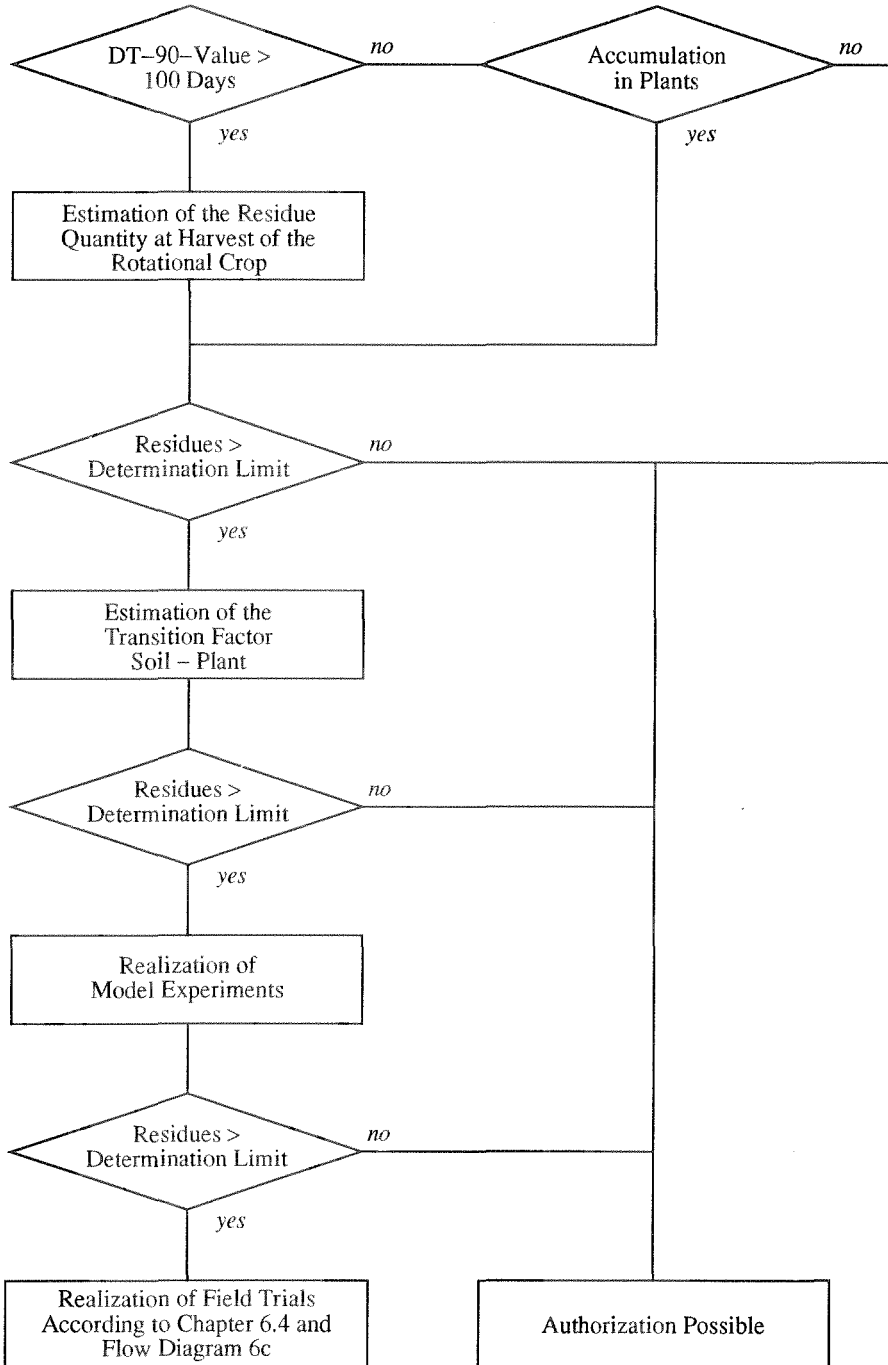 DT–90–Value >
100 Days
no
Accumulation
in Plants
no
yes
yes
Estimation of the Residue
Quantity at Harvest of the
Rotational Crop
Residues >
Determination Limit
no
yes
Estimation of the
Transition Factor
Soil – Plant
Residues >
Determination Limit
no
yes
Realization of
Model Experiments
Residues >
Determination Limit
no
yes
Realization of Field Trials
According to Chapter 6.4 and
Flow Diagram 6c
Authorization Possible